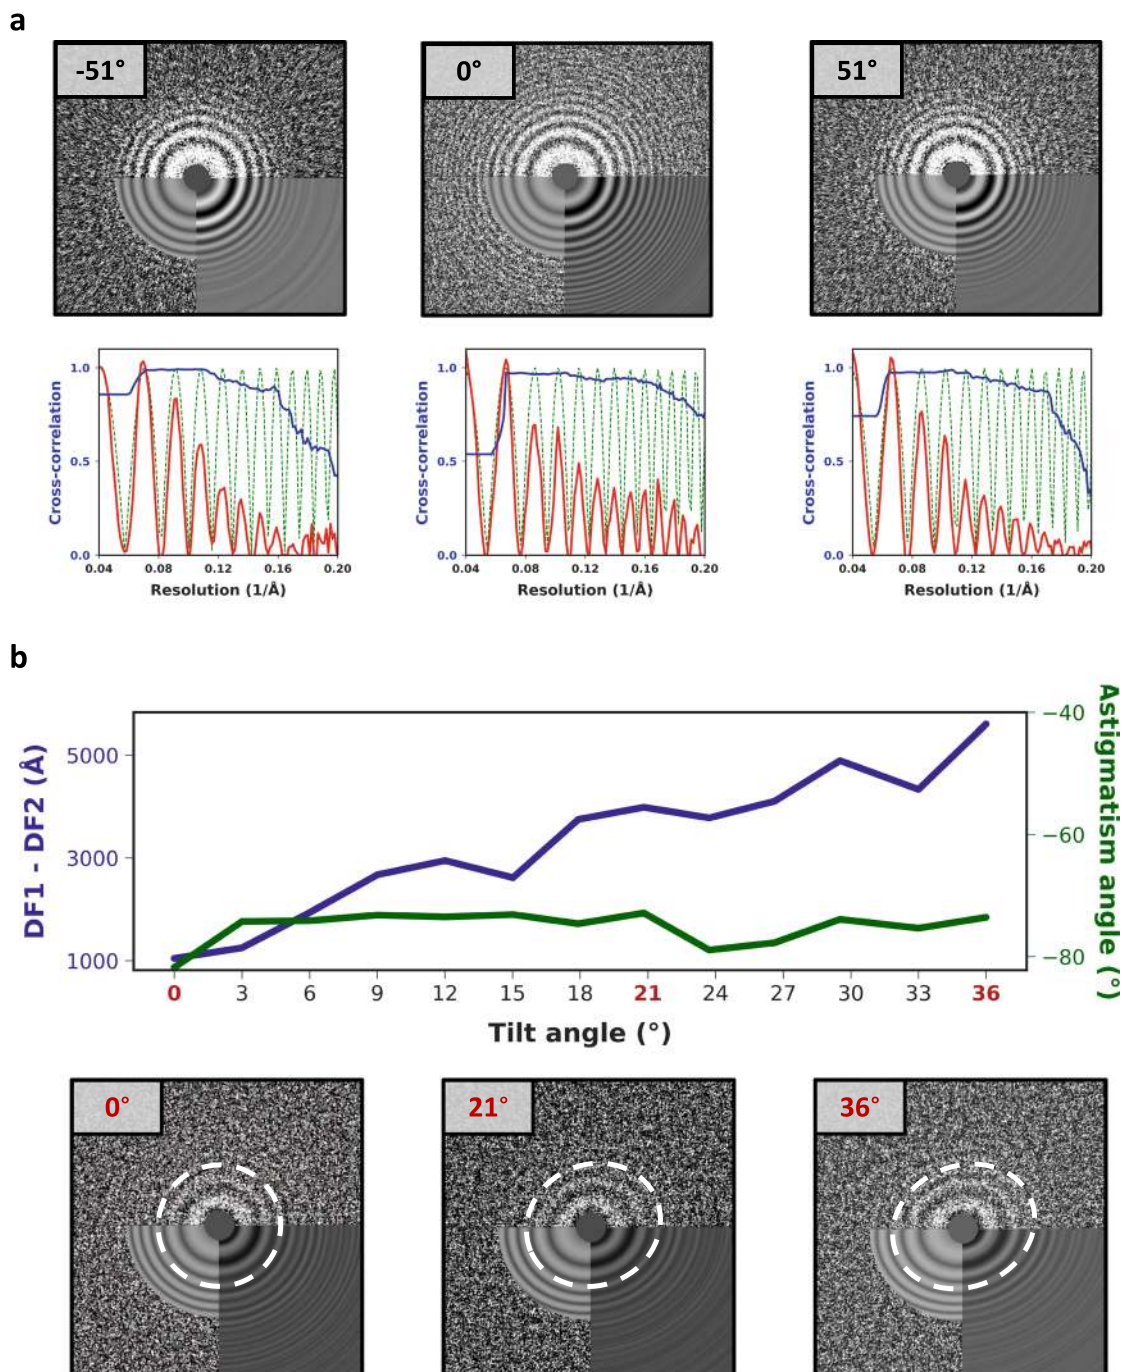 a
-51°
0°
51°
Cross-correlation
1.0
0.5
0.0
0.04 0.08 0.12 0.16 0.20
Resolution (1/Å)
Cross-correlation
1.0
0.5
0.0
0.04 0.08 0.12 0.16 0.20
Resolution (1/Å)
Cross-correlation
1.0
0.5
0.0
0.04 0.08 0.12 0.16 0.20
Resolution (1/Å)
b
DF1 - DF2 (Å)
5000
3000
1000
Astigmatism angle (°)
−40
−60
−80
0 3 6 9 12 15 18 21 24 27 30 33 36
Tilt angle (°)
0°
21°
36°